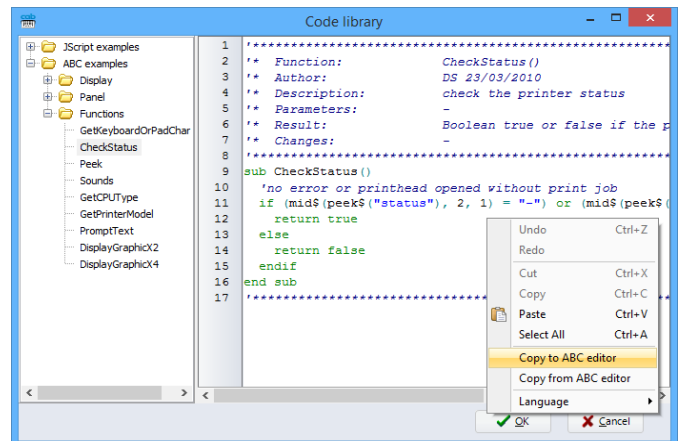 cab
Code library
JScript examples
ABC examples
Display
Panel
Functions
GetKeyboardOrPadChar
CheckStatus
Peek
Sounds
GetCPUType
GetPrinterModel
PromptText
DisplayGraphicX2
DisplayGraphicX4
1 '*******************************************************
2 '* Function: CheckStatus()
3 '* Author: DS 23/03/2010
4 '* Description: check the printer status
5 '* Parameters: -
6 '* Result: Boolean true or false if the p
7 '* Changes: -
8 '*******************************************************
9 sub CheckStatus()
10 'no error or printhead opened without print job
11 if (mid$(peek$("status"), 2, 1) = "-") or (mid$(peek$(
12 return true
13 else
14 return false
15 endif
16 end sub
17 '*******************************
Undo Ctrl+Z
Redo
Cut Ctrl+X
Copy Ctrl+C
Paste Ctrl+V
Select All Ctrl+A
Copy to ABC editor
Copy from ABC editor
Language
OK
Cancel